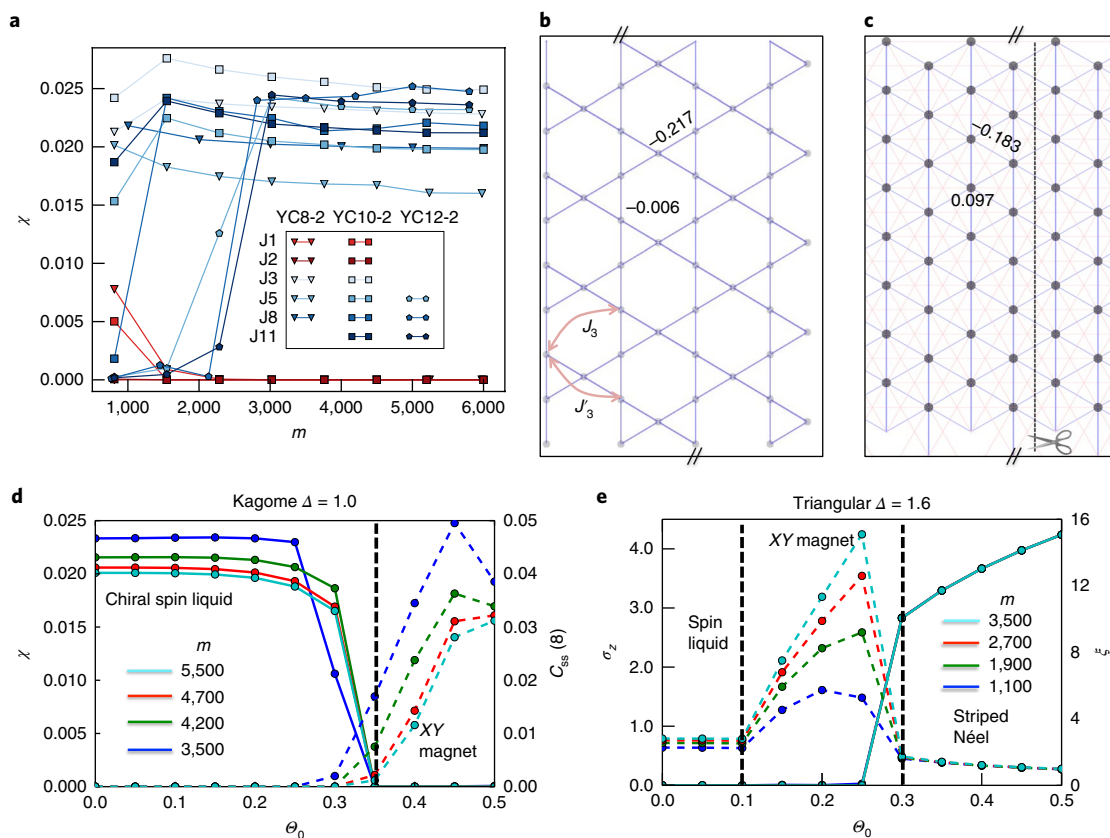 a
χ
0.025
0.020
0.015
0.010
0.005
0.000
YC8-2 YC10-2 YC12-2
J1
J2
J3
J5
J8
J11
1,000 2,000 3,000 4,000 5,000 6,000
m
b
//
–0.217
–0.006
J3
J′3
//
c
//
–0.183
0.097
//
d
Kagome Δ = 1.0
χ
0.025
0.020
0.015
0.010
0.005
0.000
Chiral spin liquid
m
5,500
4,700
4,200
3,500
XY
magnet
0.05
0.04
0.03
0.02
0.01
0.00
Css (8)
0.0 0.1 0.2 0.3 0.4 0.5
Θ0
e
Triangular Δ = 1.6
σz
4.0
3.0
2.0
1.0
0.0
XY magnet
Spin
liquid
m
3,500
2,700
1,900
1,100
Striped
Néel
16
12
8
4
0
ξ
0.0 0.1 0.2 0.3 0.4 0.5
Θ0